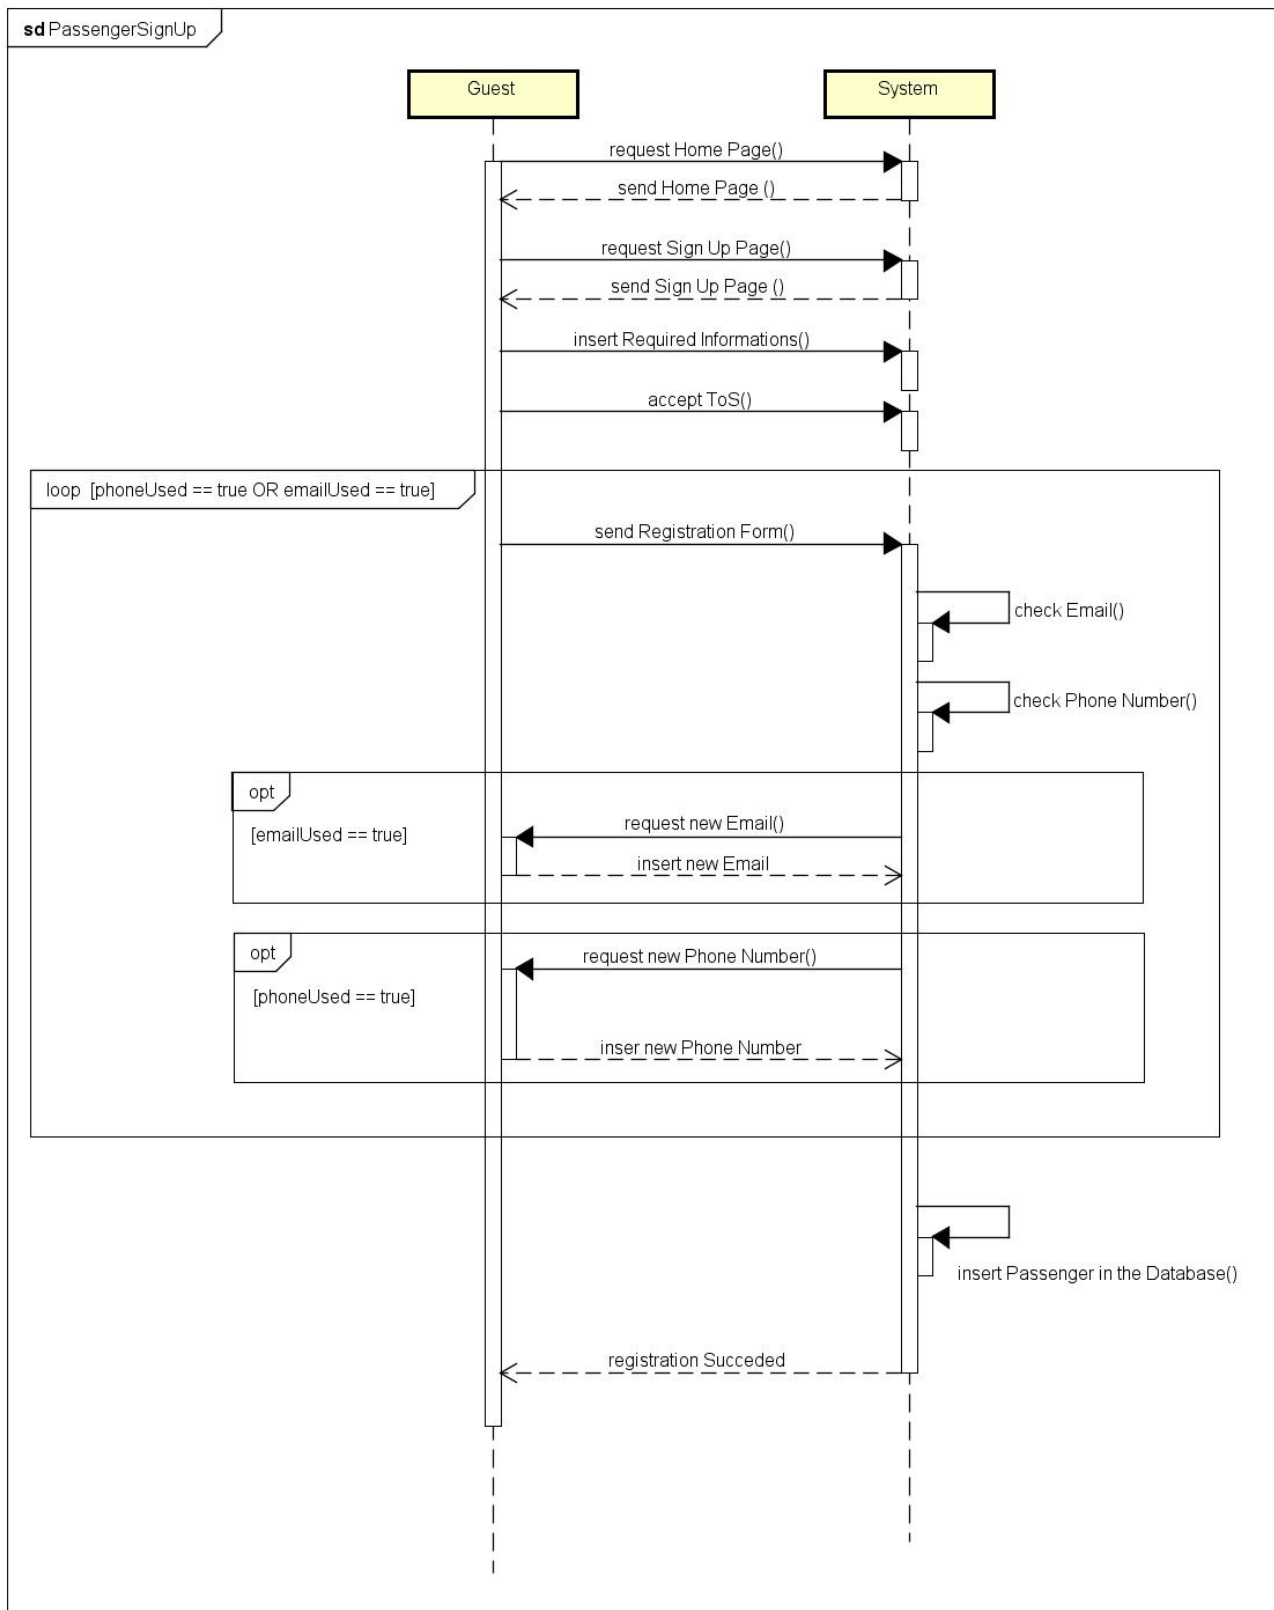 sd PassengerSignUp
Guest
System
request Home Page()
send Home Page ()
request Sign Up Page()
send Sign Up Page ()
insert Required Informations()
accept ToS()
loop [phoneUsed == true OR emailUsed == true]
send Registration Form()
check Email()
check Phone Number()
opt
[emailUsed == true]
request new Email()
insert new Email
opt
[phoneUsed == true]
request new Phone Number()
inser new Phone Number
insert Passenger in the Database()
registration Succeded